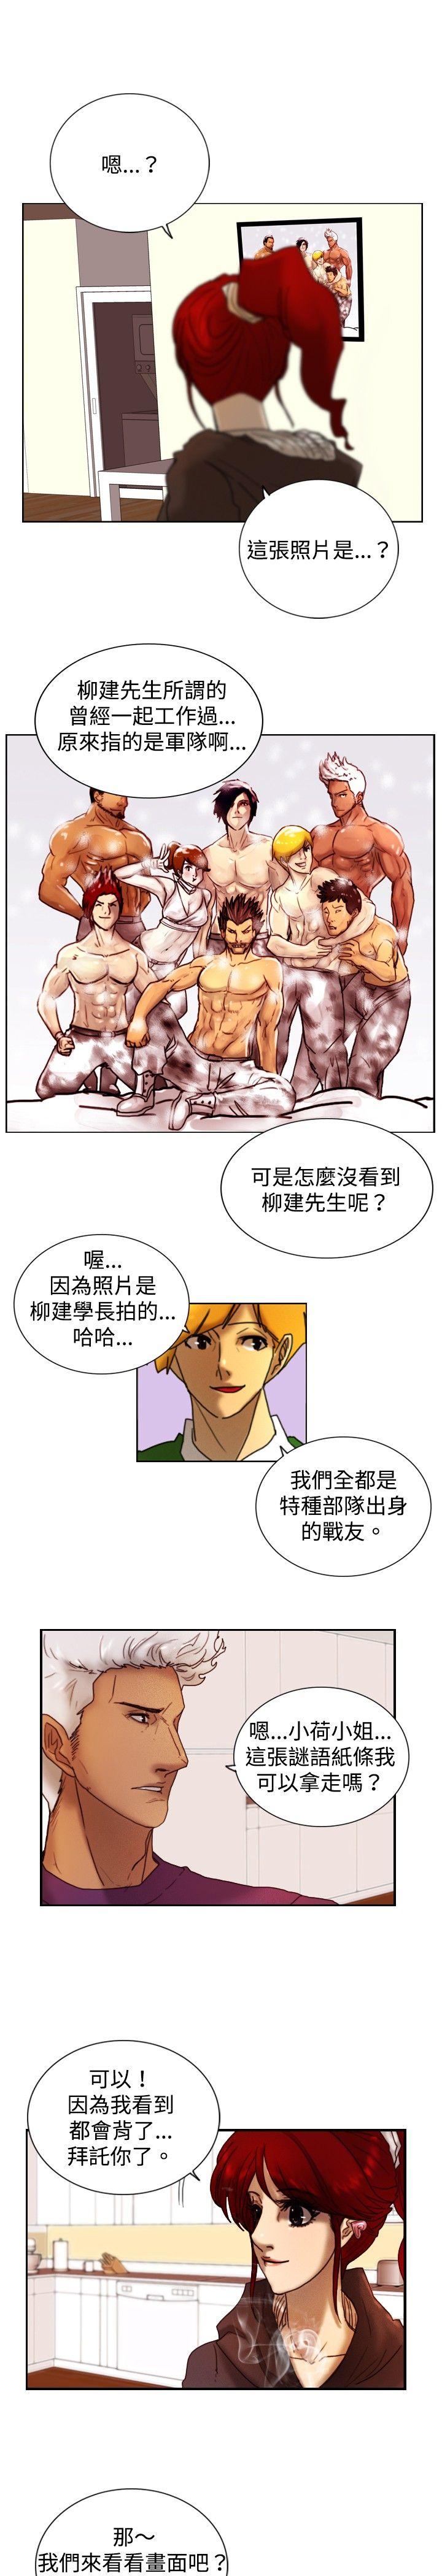 嗯...？
這張照片是...？
柳建先生所謂的
曾經一起工作過...
原來指的是軍隊啊...
可是怎麼沒看到
柳建先生呢？
喔...
因為照片是
柳建學長拍的...
哈哈...
我們全都是
特種部隊出身
的戰友。
嗯...小荷小姐...
這張謎語紙條我
可以拿走嗎？
可以！
因為我看到
都會背了...
拜託你了。
那～
我們來看看畫面吧？